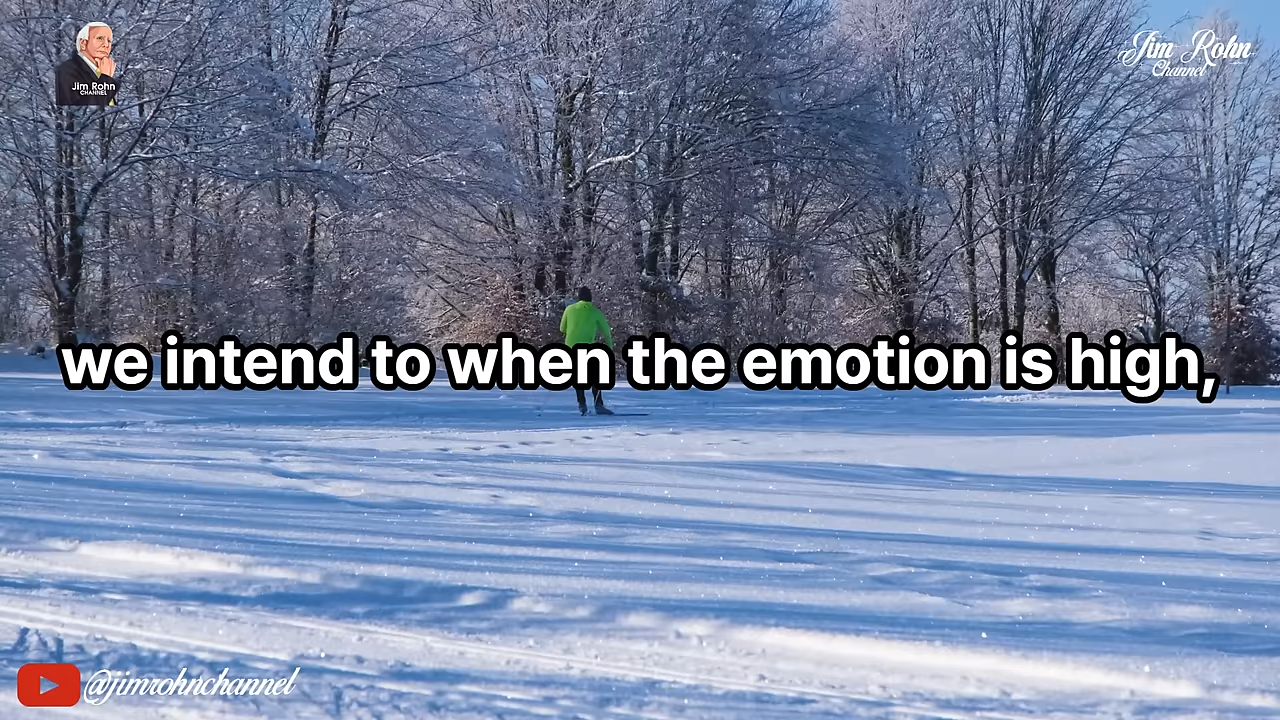 Jim Rohn
CHANNEL
Jim Rohn
Channel
we intend to when the emotion is high,
@jimrohnchannel